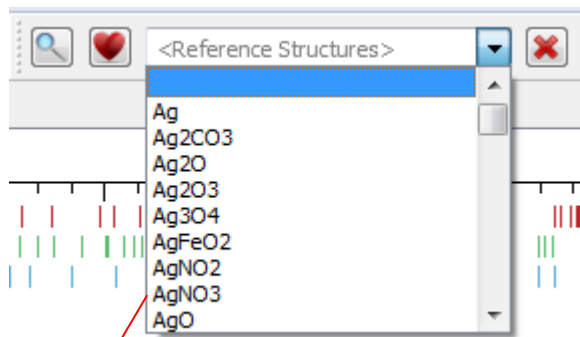 <Reference Structures>
Ag
Ag2CO3
Ag2O
Ag2O3
Ag3O4
AgFeO2
AgNO2
AgNO3
AgO